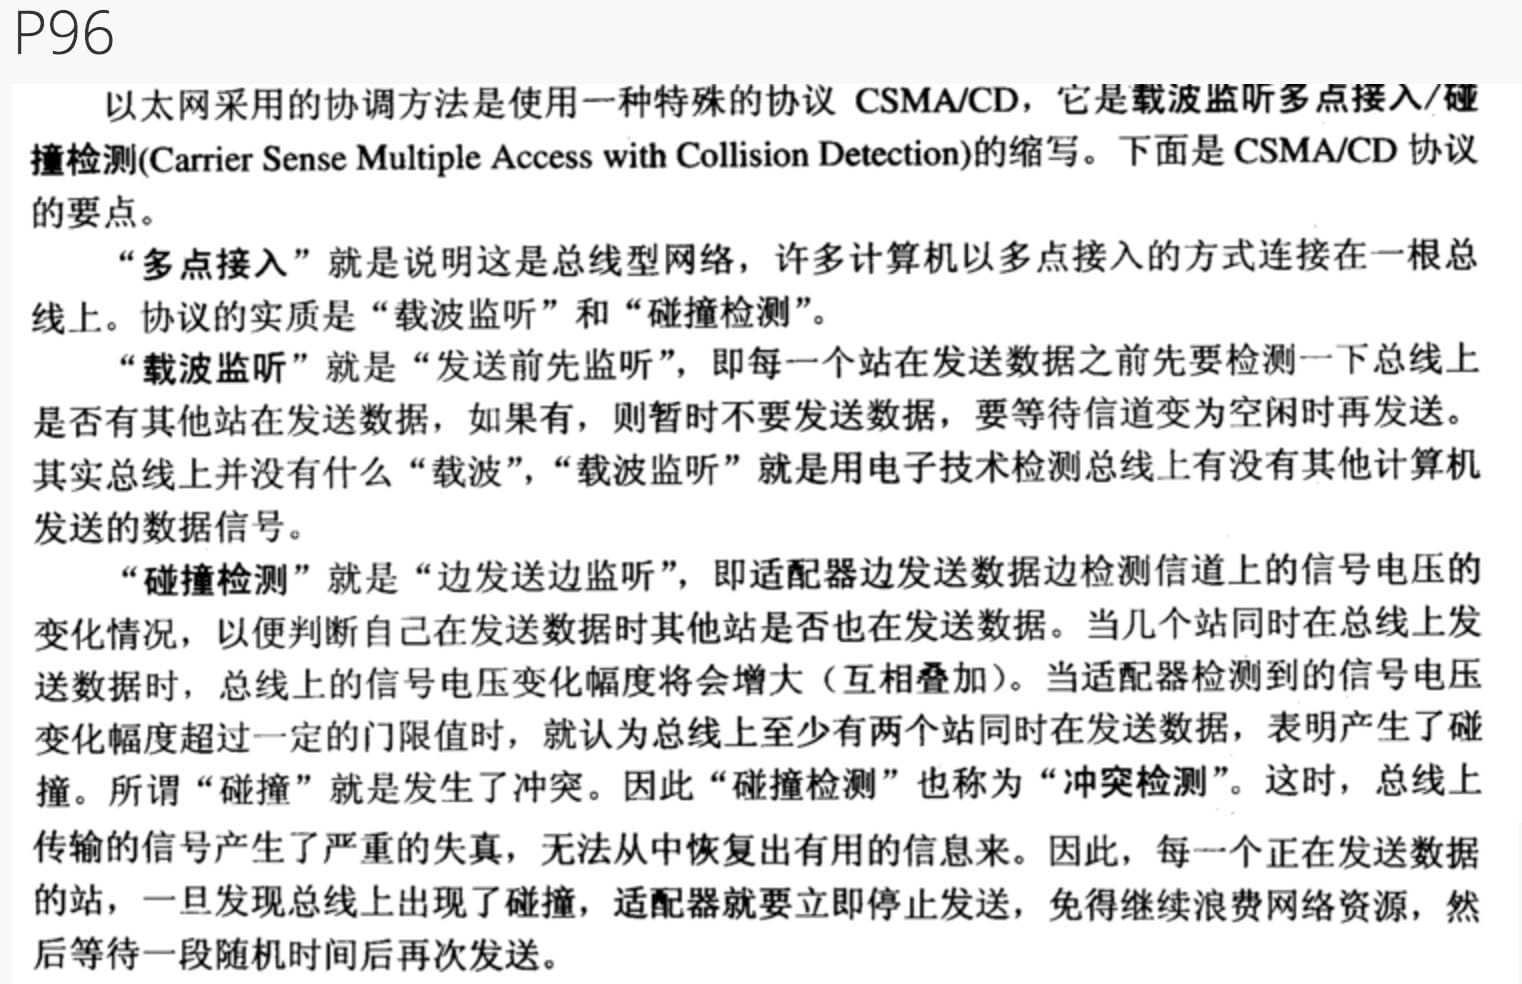 P96
以太网采用的协调方法是使用一种特殊的协议 CSMA/CD，它是载波监听多点接入/碰
撞检测(Carrier Sense Multiple Access with Collision Detection)的缩写。下面是 CSMA/CD 协议
的要点。
“多点接入”就是说明这是总线型网络，许多计算机以多点接入的方式连接在一根总
线上。协议的实质是“载波监听”和“碰撞检测”。
“载波监听”就是“发送前先监听”，即每一个站在发送数据之前先要检测一下总线上
是否有其他站在发送数据，如果有，则暂时不要发送数据，要等待信道变为空闲时再发送。
其实总线上并没有什么“载波”，“载波监听”就是用电子技术检测总线上有没有其他计算机
发送的数据信号。
“碰撞检测”就是“边发送边监听”，即适配器边发送数据边检测信道上的信号电压的
变化情况，以便判断自己在发送数据时其他站是否也在发送数据。当几个站同时在总线上发
送数据时，总线上的信号电压变化幅度将会增大（互相叠加）。当适配器检测到的信号电压
变化幅度超过一定的门限值时，就认为总线上至少有两个站同时在发送数据，表明产生了碰
撞。所谓“碰撞”就是发生了冲突。因此“碰撞检测”也称为“冲突检测”。这时，总线上
传输的信号产生了严重的失真，无法从中恢复出有用的信息来。因此，每一个正在发送数据
的站，一旦发现总线上出现了碰撞，适配器就要立即停止发送，免得继续浪费网络资源，然
后等待一段随机时间后再次发送。